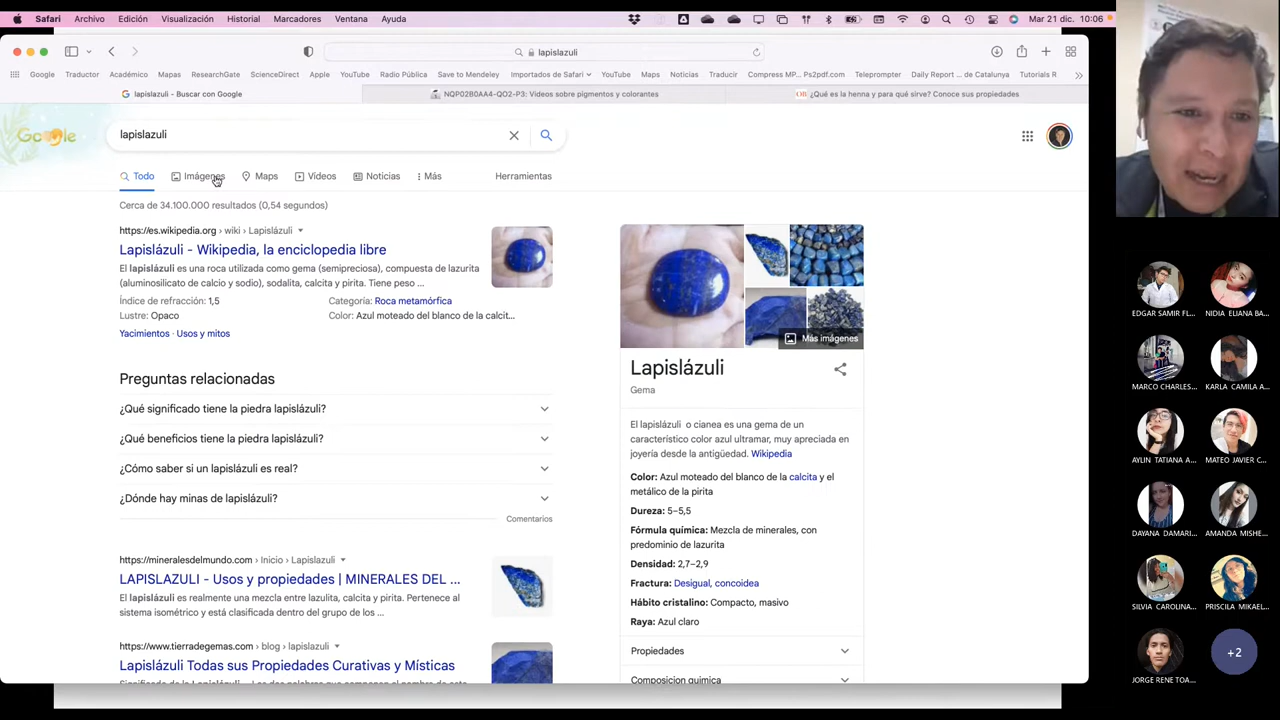 Safari Archivo Edición Visualización Historial Marcadores Ventana Ayuda Mar 21 dic. 10:06
lapislazuli
Google Traductor Académico Mapas ResearchGate ScienceDirect Apple YouTube Radio Pública Save to Mendeley Importados de Safari YouTube Maps Noticias Traducir Compress MP... Ps2pdf.com Teleprompter Daily Report ... de Catalunya Tutorials R
lapislazuli - Buscar con Google NQP02B0AA4-QO2-P3: Videos sobre pigmentos y colorantes OB ¿Qué es la henna y para qué sirve? Conoce sus propiedades
Google
lapislazuli
Todo Imágenes Maps Vídeos Noticias Más Herramientas
Cerca de 34.100.000 resultados (0,54 segundos)
https://es.wikipedia.org › wiki › Lapislázuli
Lapislázuli - Wikipedia, la enciclopedia libre
El lapislázuli es una roca utilizada como gema (semipreciosa), compuesta de lazurita
(aluminosilicato de calcio y sodio), sodalita, calcita y pirita. Tiene peso ...
Índice de refracción: 1,5 Categoría: Roca metamórfica
Lustre: Opaco Color: Azul moteado del blanco de la calcit...
Yacimientos · Usos y mitos
Preguntas relacionadas
¿Qué significado tiene la piedra lapislázuli?
¿Qué beneficios tiene la piedra lapislázuli?
¿Cómo saber si un lapislázuli es real?
¿Dónde hay minas de lapislázuli?
Comentarios
https://mineralesdelmundo.com › Inicio › Lapislazuli
LAPISLAZULI - Usos y propiedades | MINERALES DEL ...
El lapislázuli es realmente una mezcla entre lazulita, calcita y pirita. Pertenece al
sistema isométrico y está clasificada dentro del grupo de los ...
https://www.tierradegemas.com › blog › lapislazuli
Lapislázuli Todas sus Propiedades Curativas y Místicas
Más imágenes
Lapislázuli
Gema
El lapislázuli o cianea es una gema de un
característico color azul ultramar, muy apreciada en
joyería desde la antigüedad. Wikipedia
Color: Azul moteado del blanco de la calcita y el
metálico de la pirita
Dureza: 5–5,5
Fórmula química: Mezcla de minerales, con
predominio de lazurita
Densidad: 2,7–2,9
Fractura: Desigual, concoidea
Hábito cristalino: Compacto, masivo
Raya: Azul claro
Propiedades
Composicion quimica
EDGAR SAMIR FL... NIDIA ELIANA BA...
MARCO CHARLES... KARLA CAMILA A...
AYLIN TATIANA A... MATEO JAVIER C...
DAYANA DAMARI... AMANDA MISHE...
SILVIA CAROLINA... PRISCILA MIKAEL...
JORGE RENE TOA... +2